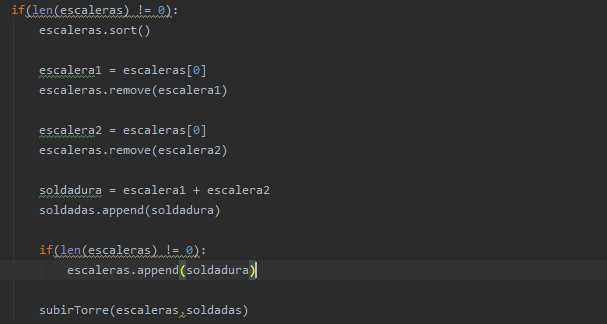 if(len(escaleras) != 0):
    escaleras.sort()

    escalera1 = escaleras[0]
    escaleras.remove(escalera1)

    escalera2 = escaleras[0]
    escaleras.remove(escalera2)

    soldadura = escalera1 + escalera2
    soldadas.append(soldadura)

    if(len(escaleras) != 0):
        escaleras.append(soldadura)

    subirTorre(escaleras,soldadas)